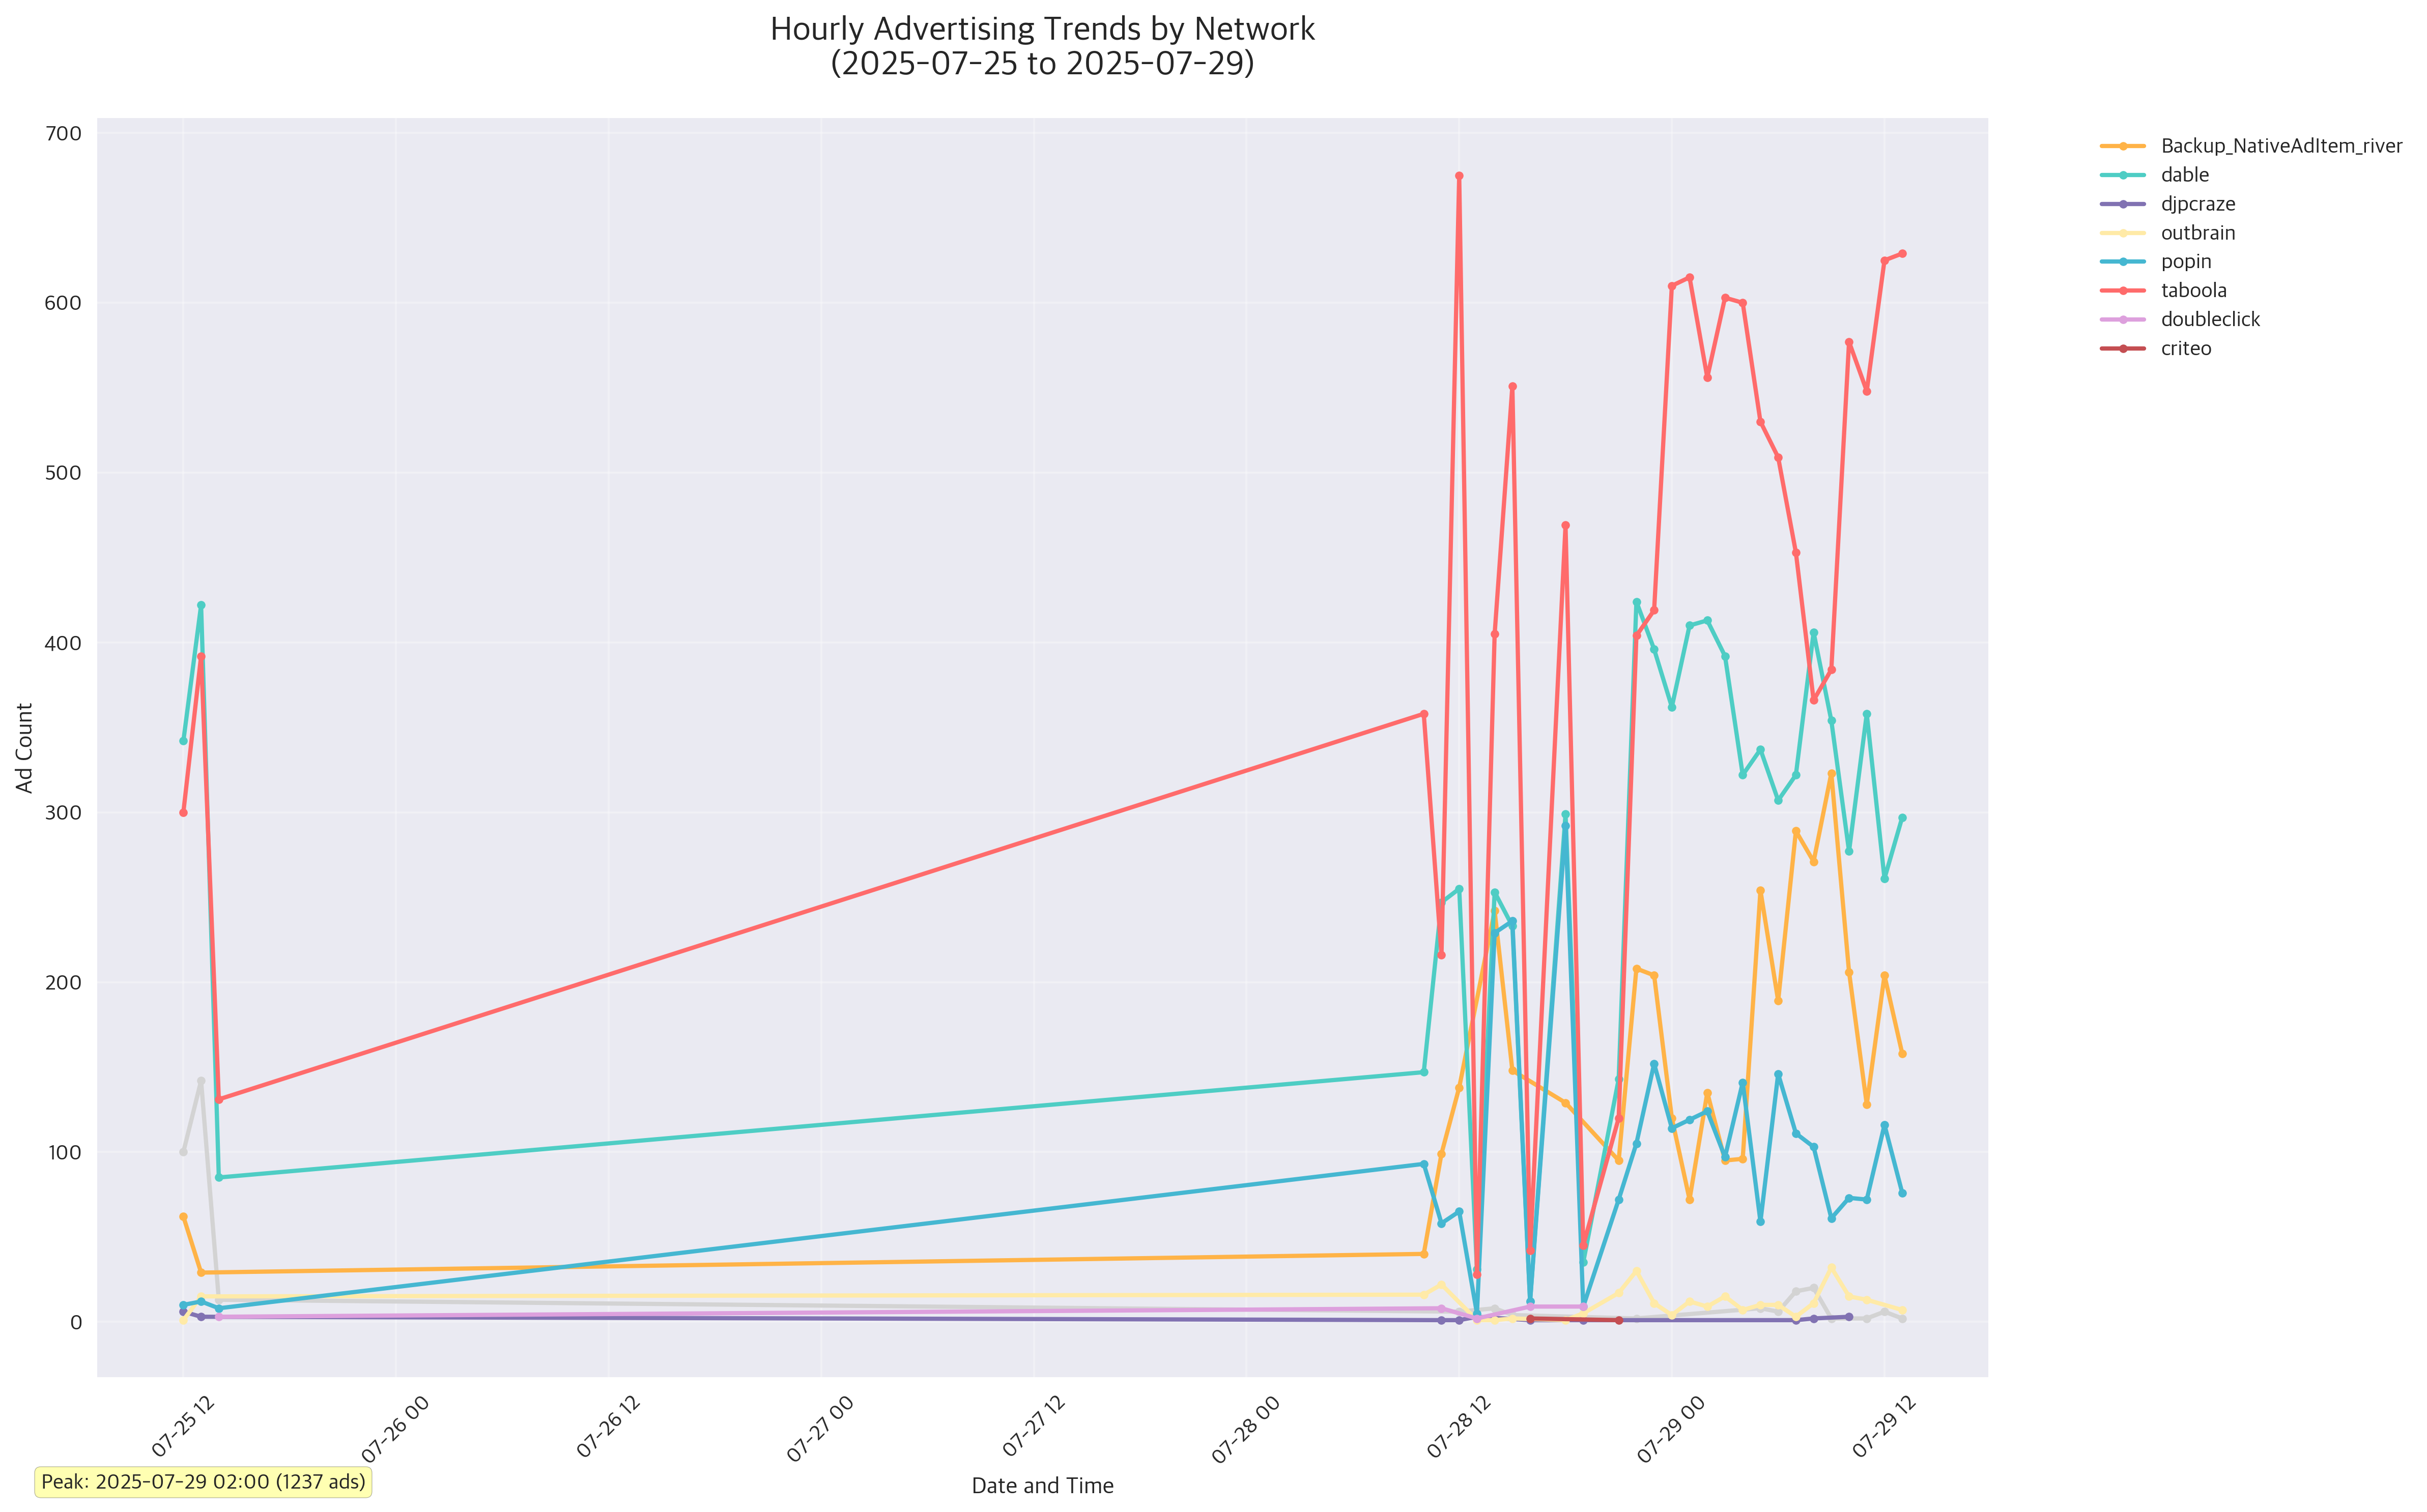 Hourly Advertising Trends by Network
(2025-07-25 to 2025-07-29)
700
600
500
400
300
200
100
0
Ad Count
Backup_NativeAdItem_river
dable
djpcraze
outbrain
popin
taboola
doubleclick
criteo
07-25 12
07-26 00
07-26 12
07-27 00
07-27 12
07-28 00
07-28 12
07-29 00
07-29 12
Peak: 2025-07-29 02:00 (1237 ads)
Date and Time